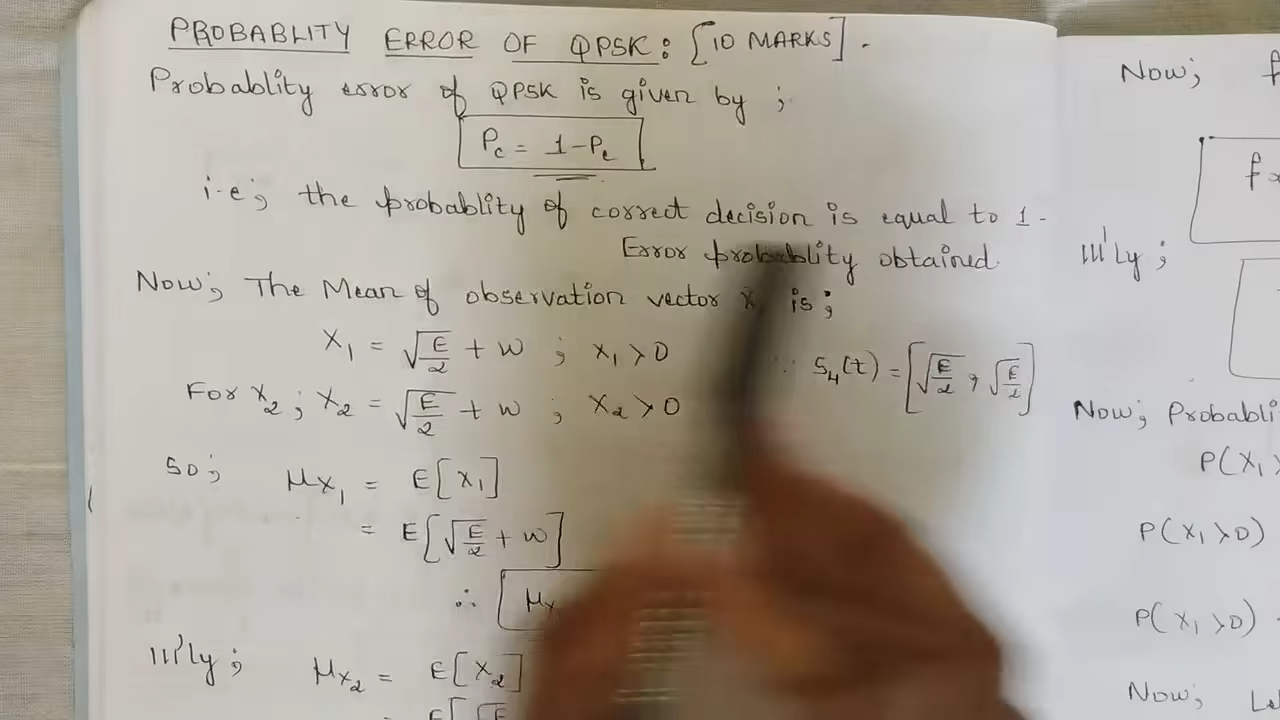 PROBABLITY ERROR OF QPSK: [10 MARKS].
Probablity error of QPSK is given by ;
Pc = 1-Pe
i.e; the probablity of correct decision is equal to 1-
Error probablity obtained.
Now; The Mean of observation vector X, is;
X₁ = √E/2 + w ; X₁ > 0
S₄(t) = [√E/2 , √E/2]
For X₂; X₂ = √E/2 + w ; X₂ > 0
So; μX₁ = E[X₁]
= E[√E/2 + w]
∴ μX
|||ly ; μX₂ = E[X₂]
= E[√E
Now; f
f
|||ly ;
Now; Probabli
P(X₁ >
P(X₁ > 0)
P(X₁ > 0)
Now;